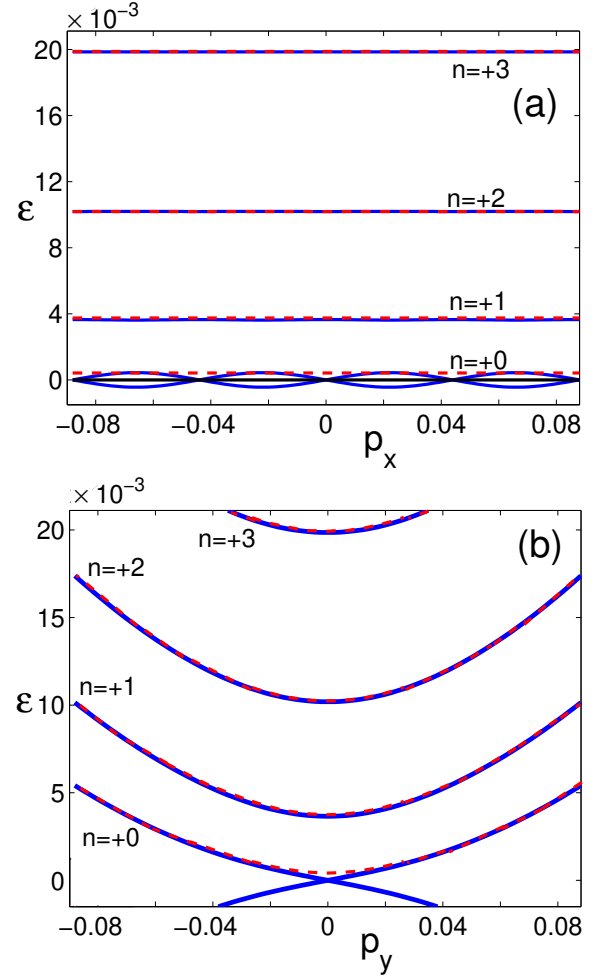 × 10⁻³
20
n=+3
(a)
16
12
ε
n=+2
8
4
n=+1
n=+0
0
−0.08
−0.04
0
0.04
0.08
pₓ
× 10⁻³
20
n=+3
(b)
n=+2
15
ε
10
n=+1
5
n=+0
0
−0.08
−0.04
0
0.04
0.08
p_y